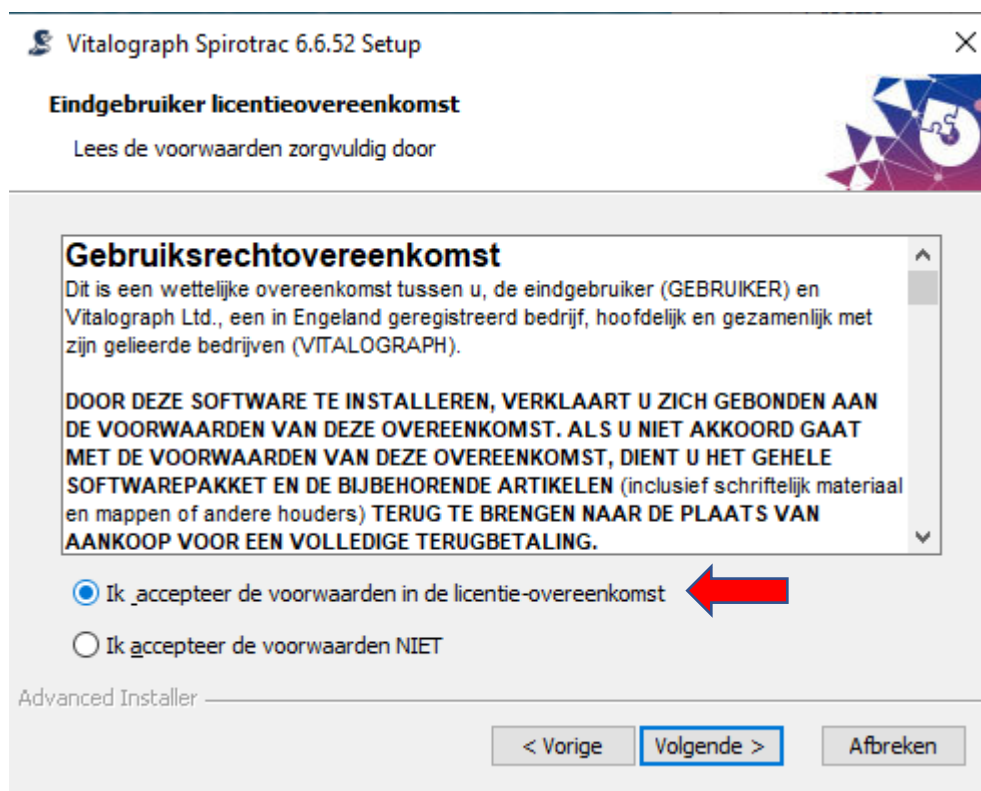 Vitalograph Spirotrac 6.6.52 Setup
Eindgebruiker licentieovereenkomst
Lees de voorwaarden zorgvuldig door
Gebruiksrechtovereenkomst
Dit is een wettelijke overeenkomst tussen u, de eindgebruiker (GEBRUIKER) en
Vitalograph Ltd., een in Engeland geregistreerd bedrijf, hoofdelijk en gezamenlijk met
zijn gelieerde bedrijven (VITALOGRAPH).
DOOR DEZE SOFTWARE TE INSTALLEREN, VERKLAART U ZICH GEBONDEN AAN
DE VOORWAARDEN VAN DEZE OVEREENKOMST. ALS U NIET AKKOORD GAAT
MET DE VOORWAARDEN VAN DEZE OVEREENKOMST, DIENT U HET GEHELE
SOFTWAREPAKKET EN DE BIJBEHORENDE ARTIKELEN (inclusief schriftelijk materiaal
en mappen of andere houders) TERUG TE BRENGEN NAAR DE PLAATS VAN
AANKOOP VOOR EEN VOLLEDIGE TERUGBETALING.
Ik _accepteer de voorwaarden in de licentie-overeenkomst
Ik accepteer de voorwaarden NIET
Advanced Installer
< Vorige
Volgende >
Afbreken